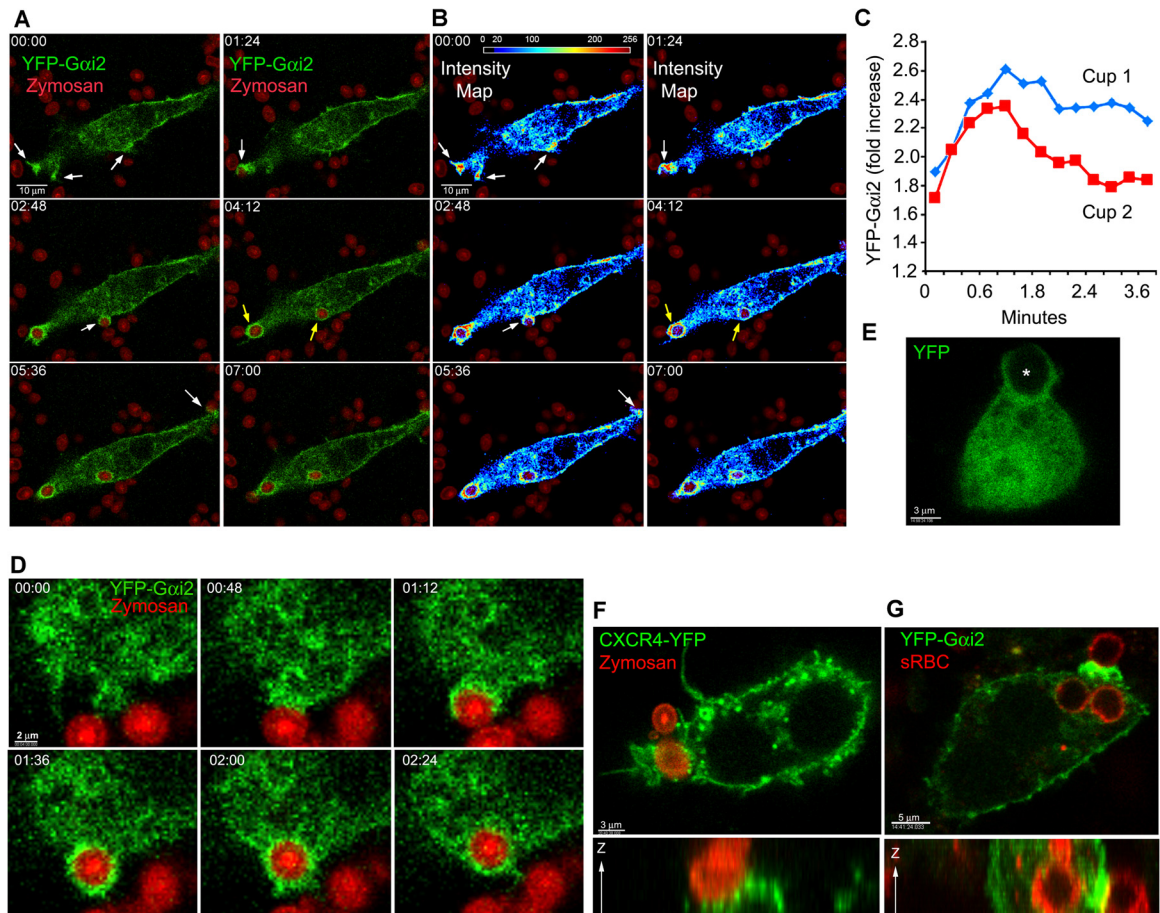 A
00:00
YFP-Gαi2
Zymosan
10 μm
01:24
YFP-Gαi2
Zymosan
02:48
04:12
05:36
07:00
B
00:00
0 20 100 200 256
Intensity
Map
10 μm
01:24
Intensity
Map
02:48
04:12
05:36
07:00
C
YFP-Gαi2 (fold increase)
2.8
2.6
2.4
2.2
2.0
1.8
1.6
1.4
1.2
Cup 1
Cup 2
0 0.6 1.8 2.4 3.6
Minutes
E
YFP
*
3 μm
D
00:00
YFP-Gαi2
Zymosan
2 μm
00:48
01:12
01:36
02:00
02:24
F
CXCR4-YFP
Zymosan
3 μm
Z
G
YFP-Gαi2
sRBC
5 μm
14:41:24.033
Z